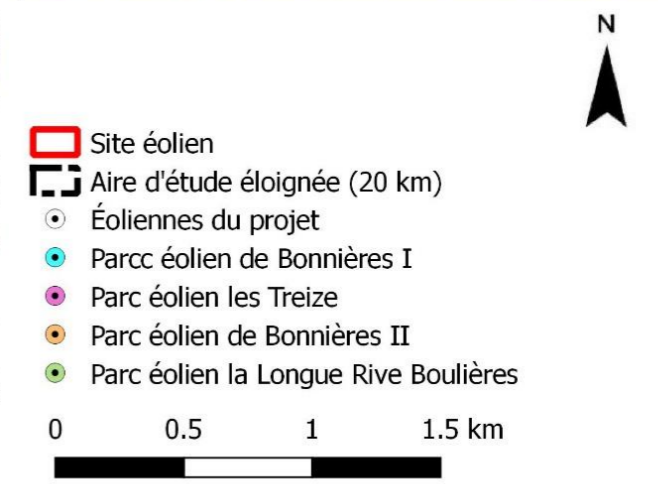 N
Site éolien
Aire d'étude éloignée (20 km)
Éoliennes du projet
Parcc éolien de Bonnières I
Parc éolien les Treize
Parc éolien de Bonnières II
Parc éolien la Longue Rive Boulières
0 0.5 1 1.5 km